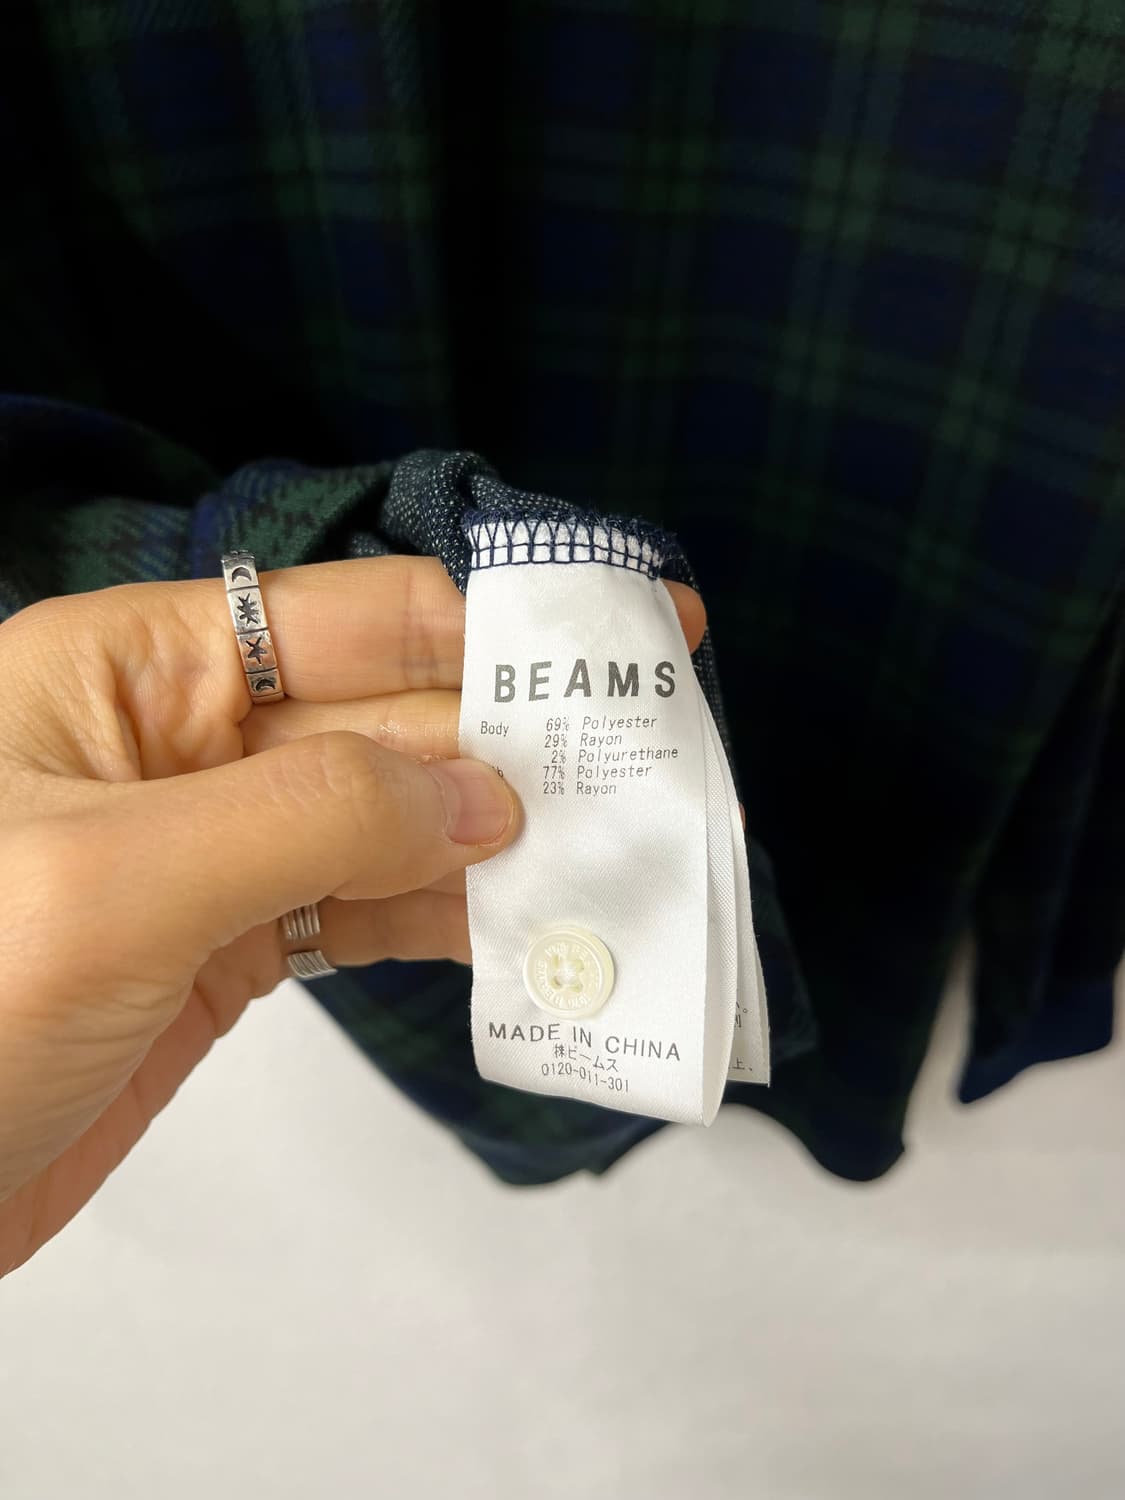 BEAMS
Body 69% Polyester
29% Rayon
2% Polyurethane
77% Polyester
23% Rayon
MADE IN CHINA
株ビームス
0120-011-301